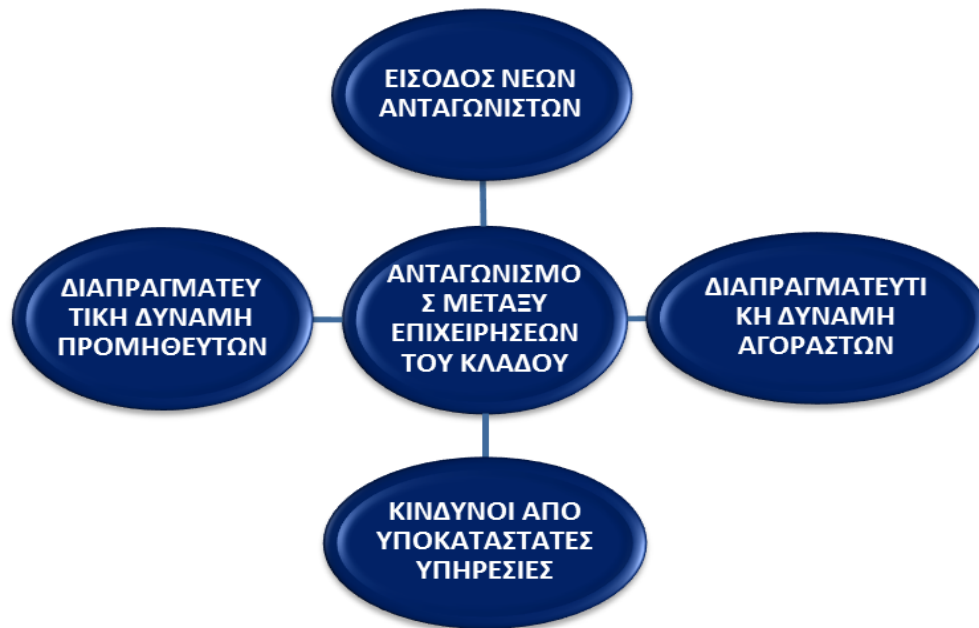 ΕΙΣΟΔΟΣ ΝΕΩΝ
ΑΝΤΑΓΩΝΙΣΤΩΝ
ΔΙΑΠΡΑΓΜΑΤΕΥ
ΤΙΚΗ ΔΥΝΑΜΗ
ΠΡΟΜΗΘΕΥΤΩΝ
ΑΝΤΑΓΩΝΙΣΜΟ
Σ ΜΕΤΑΞΥ
ΕΠΙΧΕΙΡΗΣΕΩΝ
ΤΟΥ ΚΛΑΔΟΥ
ΔΙΑΠΡΑΓΜΑΤΕΥΤΙ
ΚΗ ΔΥΝΑΜΗ
ΑΓΟΡΑΣΤΩΝ
ΚΙΝΔΥΝΟΙ ΑΠΟ
ΥΠΟΚΑΤΑΣΤΑΤΕΣ
ΥΠΗΡΕΣΙΕΣ